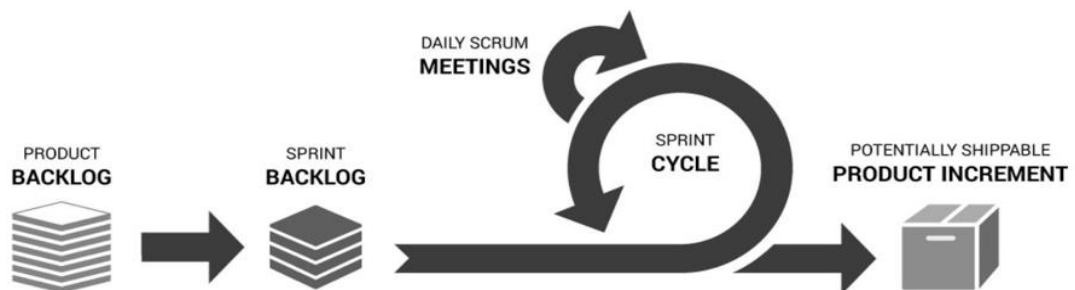 DAILY SCRUM
MEETINGS
PRODUCT
BACKLOG
SPRINT
BACKLOG
SPRINT
CYCLE
POTENTIALLY SHIPPABLE
PRODUCT INCREMENT